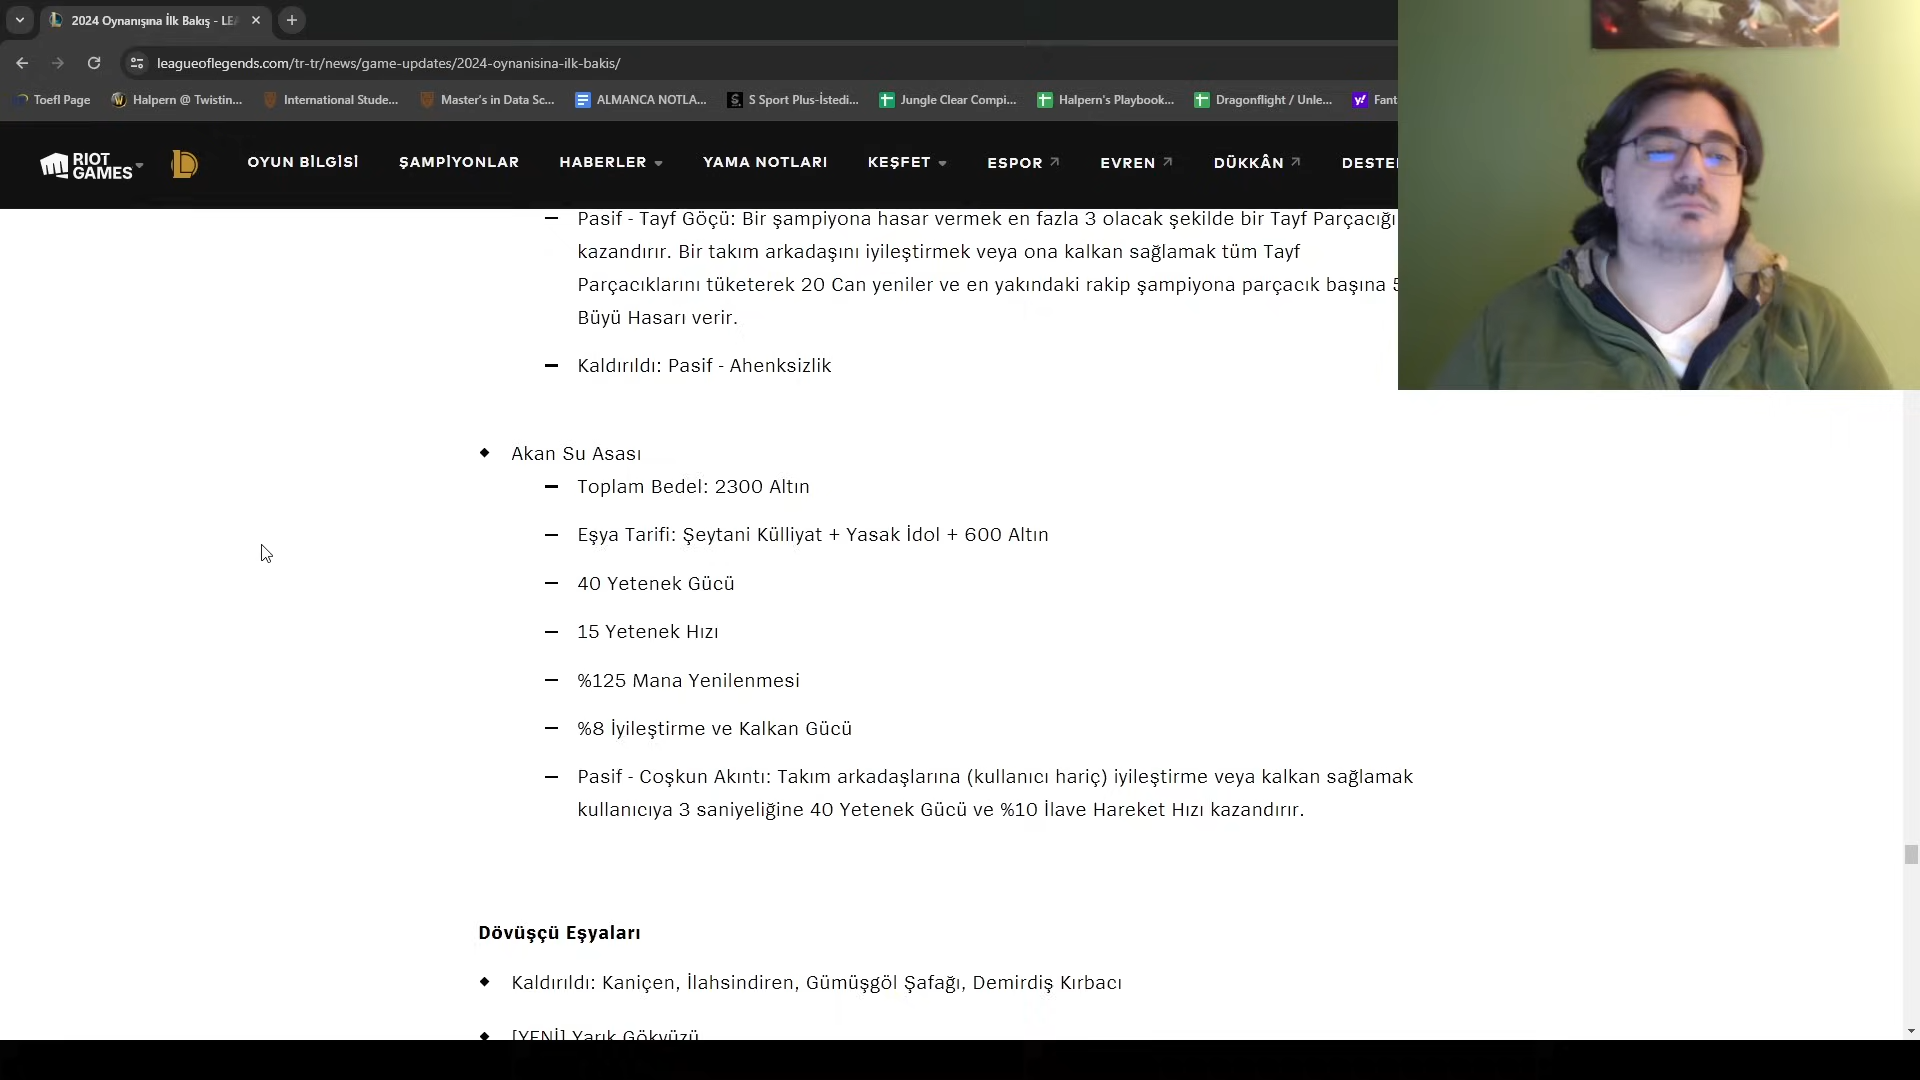 2024 Oynanışına İlk Bakış - LEA
leagueoflegends.com/tr-tr/news/game-updates/2024-oynanisina-ilk-bakis/
Toefl Page
Halpern @ Twistin...
International Stude...
Master's in Data Sc...
ALMANCA NOTLA...
S Sport Plus-İstedi...
Jungle Clear Compi...
Halpern's Playbook...
Dragonflight / Unle...
Fant
RIOT GAMES
OYUN BİLGİSİ
ŞAMPİYONLAR
HABERLER
YAMA NOTLARI
KEŞFET
ESPOR
EVREN
DÜKKÂN
DESTE
Pasif - Tayf Göçü: Bir şampiyona hasar vermek en fazla 3 olacak şekilde bir Tayf Parçacığı
kazandırır. Bir takım arkadaşını iyileştirmek veya ona kalkan sağlamak tüm Tayf
Parçacıklarını tüketerek 20 Can yeniler ve en yakındaki rakip şampiyona parçacık başına 5
Büyü Hasarı verir.
Kaldırıldı: Pasif - Ahenksizlik
Akan Su Asası
Toplam Bedel: 2300 Altın
Eşya Tarifi: Şeytani Külliyat + Yasak İdol + 600 Altın
40 Yetenek Gücü
15 Yetenek Hızı
%125 Mana Yenilenmesi
%8 İyileştirme ve Kalkan Gücü
Pasif - Coşkun Akıntı: Takım arkadaşlarına (kullanıcı hariç) iyileştirme veya kalkan sağlamak
kullanıcıya 3 saniyeliğine 40 Yetenek Gücü ve %10 İlave Hareket Hızı kazandırır.
Dövüşçü Eşyaları
Kaldırıldı: Kaniçen, İlahsindiren, Gümüşgöl Şafağı, Demirdiş Kırbacı
[YENİ] Yarık Gökyüzü